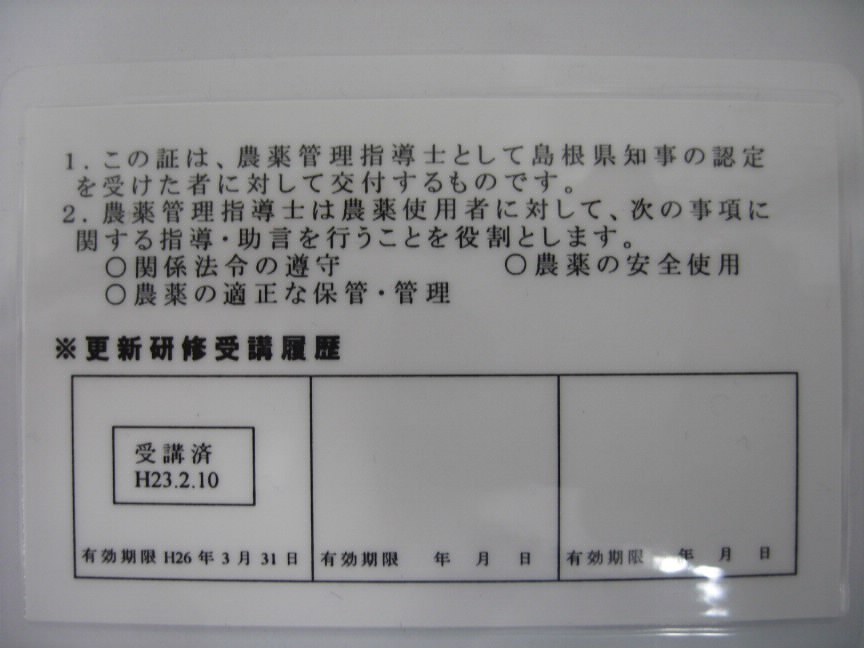 1. この証は、農薬管理指導士として島根県知事の認定
を受けた者に対して交付するものです。
2. 農薬管理指導士は農薬使用者に対して、次の事項に
関する指導・助言を行うことを役割とします。
○関係法令の遵守 ○農薬の安全使用
○農薬の適正な保管・管理
※更新研修受講履歴
受講済
H23.2.10
有効期限 H26 年 3 月 31 日
有効期限 年 月 日
有効期限 年 月 日